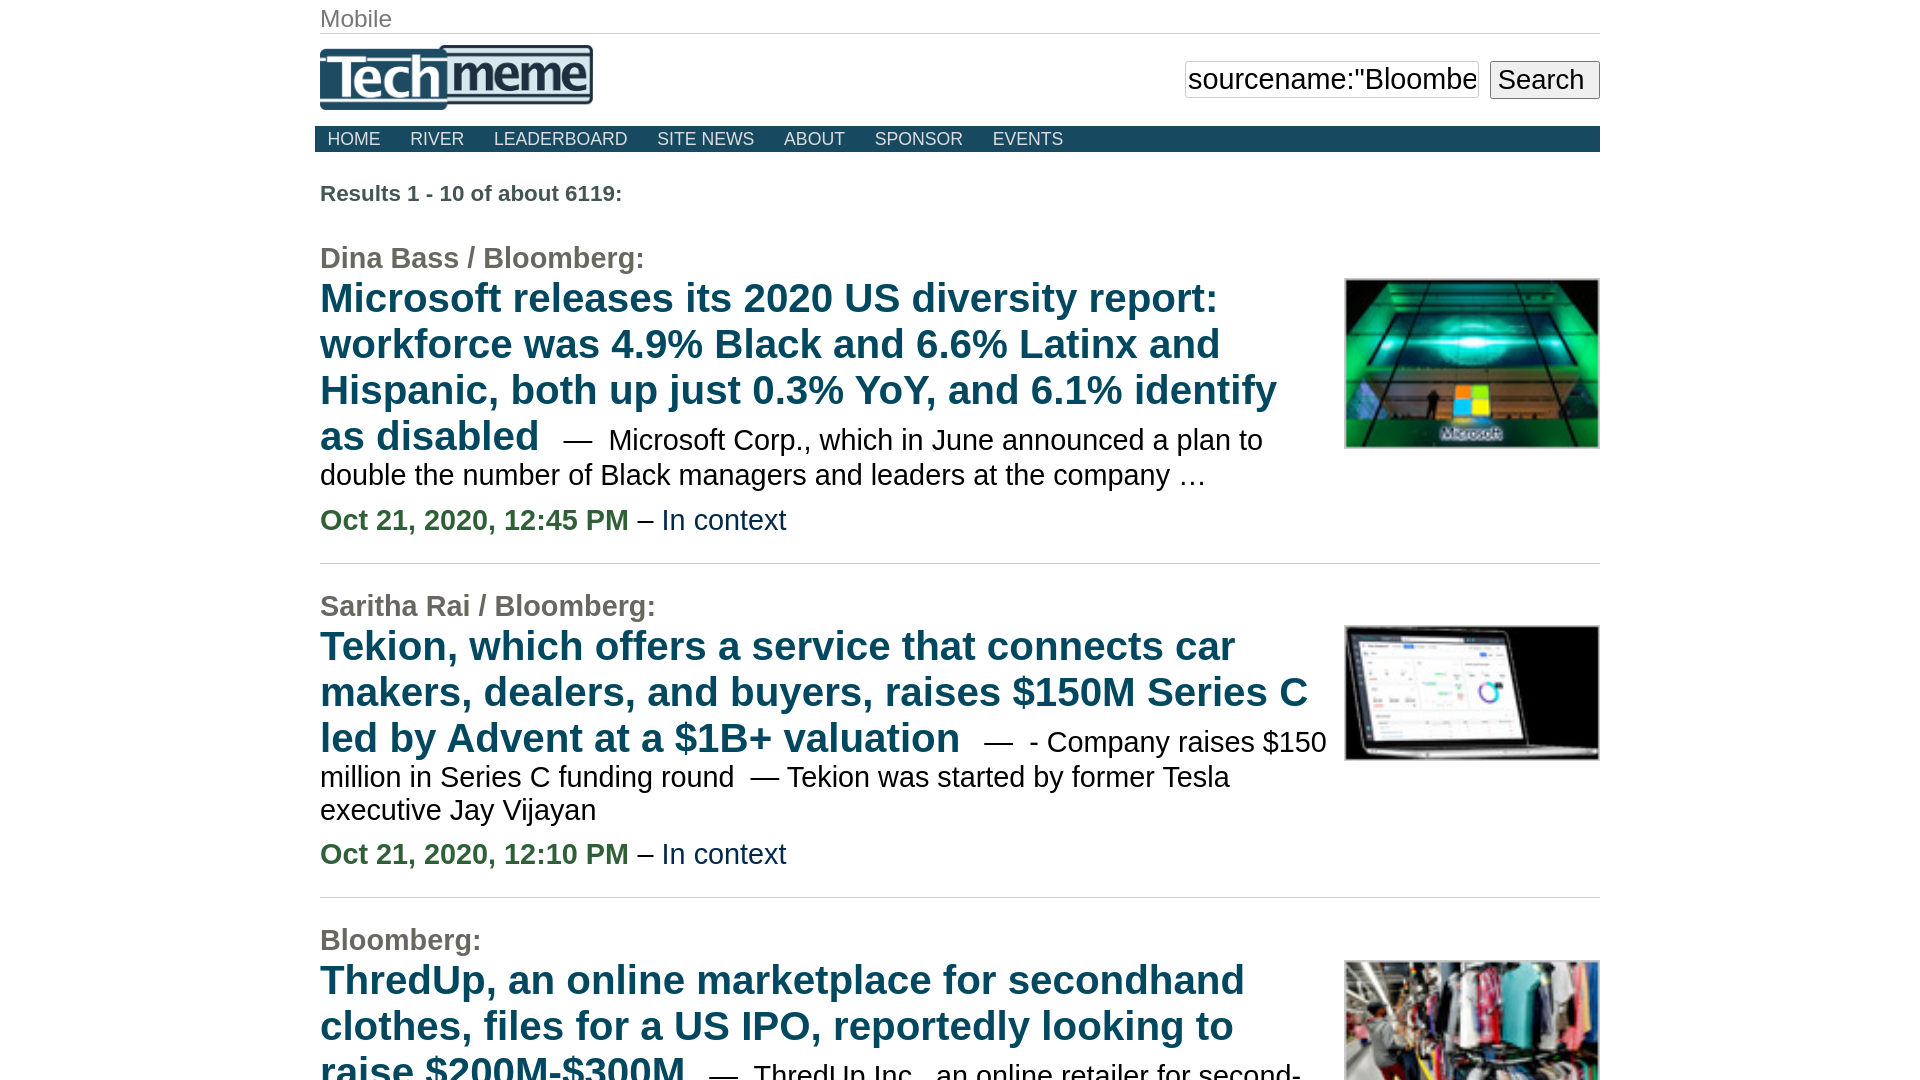 Mobile
Techmeme
sourcename:"Bloombe
Search
HOME RIVER LEADERBOARD SITE NEWS ABOUT SPONSOR EVENTS
Results 1 - 10 of about 6119:
Dina Bass / Bloomberg:
Microsoft releases its 2020 US diversity report:
workforce was 4.9% Black and 6.6% Latinx and
Hispanic, both up just 0.3% YoY, and 6.1% identify
as disabled — Microsoft Corp., which in June announced a plan to
double the number of Black managers and leaders at the company …
Microsoft
Oct 21, 2020, 12:45 PM – In context
Saritha Rai / Bloomberg:
Tekion, which offers a service that connects car
makers, dealers, and buyers, raises $150M Series C
led by Advent at a $1B+ valuation — - Company raises $150
million in Series C funding round — Tekion was started by former Tesla
executive Jay Vijayan
Oct 21, 2020, 12:10 PM – In context
Bloomberg:
ThredUp, an online marketplace for secondhand
clothes, files for a US IPO, reportedly looking to
raise $200M-$300M — ThredUp Inc., an online retailer for second-